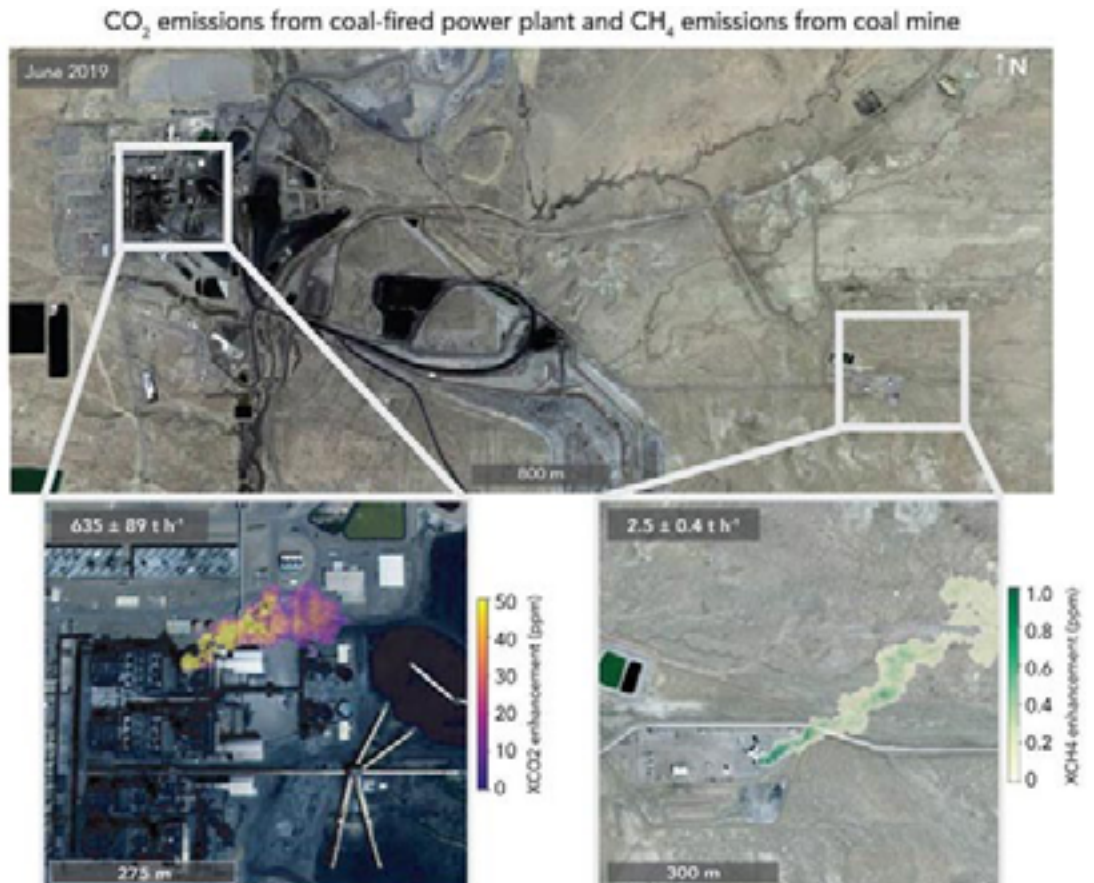 CO₂ emissions from coal-fired power plant and CH₄ emissions from coal mine
June 2019
↑N
800 m
635 ± 89 t h⁻¹
2.5 ± 0.4 t h⁻¹
50
40
30
20
10
0
XCO2 enhancement (ppm)
1.0
0.8
0.6
0.4
0.2
0
XCH4 enhancement (ppm)
275 m
300 m